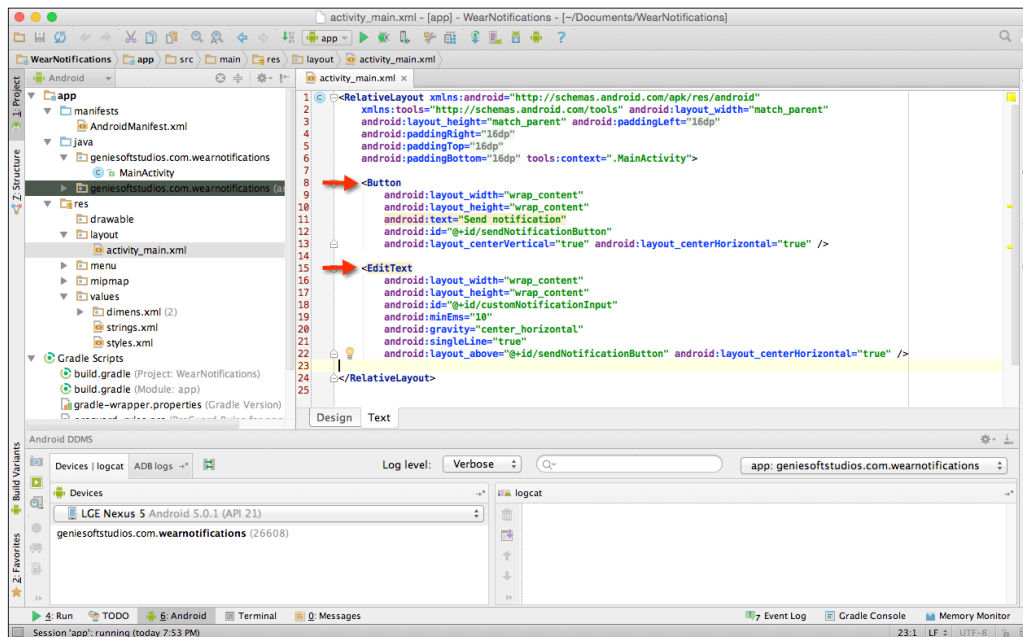 activity_main.xml - [app] - WearNotifications - [~/Documents/WearNotifications]
app
WearNotifications app src main res layout activity_main.xml
1: Project
Z: Structure
Build Variants
2: Favorites
Android
app
manifests
AndroidManifest.xml
java
geniesoftstudios.com.wearnotifications
C MainActivity
geniesoftstudios.com.wearnotifications
res
drawable
layout
activity_main.xml
menu
mipmap
values
dimens.xml (2)
strings.xml
styles.xml
Gradle Scripts
build.gradle (Project: WearNotifications)
build.gradle (Module: app)
gradle-wrapper.properties (Gradle Version)
activity_main.xml ×
1 C <RelativeLayout xmlns:android="http://schemas.android.com/apk/res/android"
2 xmlns:tools="http://schemas.android.com/tools" android:layout_width="match_parent"
3 android:layout_height="match_parent" android:paddingLeft="16dp"
4 android:paddingRight="16dp"
5 android:paddingTop="16dp"
6 android:paddingBottom="16dp" tools:context=".MainActivity">
7
8 <Button
9 android:layout_width="wrap_content"
10 android:layout_height="wrap_content"
11 android:text="Send notification"
12 android:id="@+id/sendNotificationButton"
13 android:layout_centerVertical="true" android:layout_centerHorizontal="true" />
14
15 <EditText
16 android:layout_width="wrap_content"
17 android:layout_height="wrap_content"
18 android:id="@+id/customNotificationInput"
19 android:minEms="10"
20 android:gravity="center_horizontal"
21 android:singleLine="true"
22 android:layout_above="@+id/sendNotificationButton" android:layout_centerHorizontal="true" />
23
24 </RelativeLayout>
25
Design Text
Android DDMS
Devices | logcat ADB logs Log level: Verbose app: geniesoftstudios.com.wearnotifications
Devices
LGE Nexus 5 Android 5.0.1 (API 21)
geniesoftstudios.com.wearnotifications (26608)
logcat
4: Run TODO 6: Android Terminal 0: Messages 7 Event Log Gradle Console Memory Monitor
Session 'app': running (today 7:53 PM) 23:1 LF UTF-8